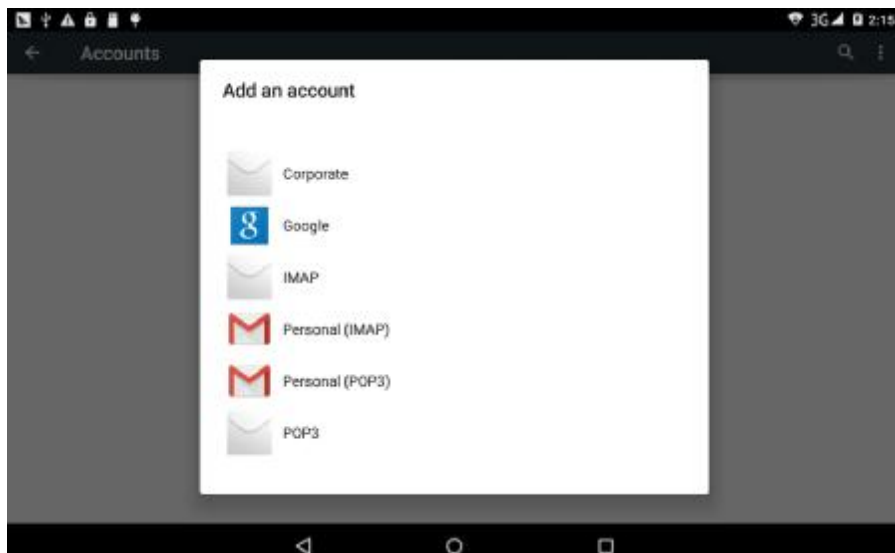 3G 2:15
Accounts
Add an account
Corporate
Google
IMAP
Personal (IMAP)
Personal (POP3)
POP3